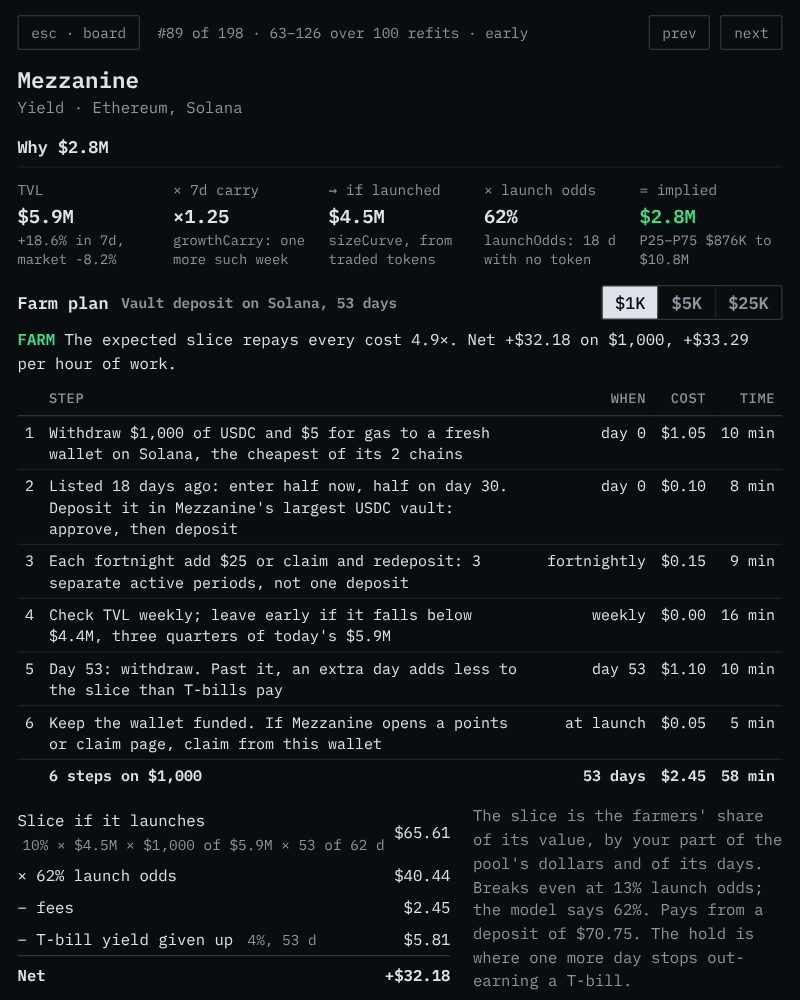 esc · board
#89 of 198 · 63–126 over 100 refits · early
prev
next
Mezzanine
Yield · Ethereum, Solana
Why $2.8M
TVL
$5.9M
+18.6% in 7d,
market -8.2%
× 7d carry
×1.25
growthCarry: one
more such week
→ if launched
$4.5M
sizeCurve, from
traded tokens
× launch odds
62%
launchOdds: 18 d
with no token
= implied
$2.8M
P25–P75 $876K to
$10.8M
Farm plan Vault deposit on Solana, 53 days
$1K
$5K
$25K
FARM The expected slice repays every cost 4.9×. Net +$32.18 on $1,000, +$33.29
per hour of work.
STEP WHEN COST TIME
1 Withdraw $1,000 of USDC and $5 for gas to a fresh day 0 $1.05 10 min
wallet on Solana, the cheapest of its 2 chains
2 Listed 18 days ago: enter half now, half on day 30. day 0 $0.10 8 min
Deposit it in Mezzanine's largest USDC vault:
approve, then deposit
3 Each fortnight add $25 or claim and redeposit: 3 fortnightly $0.15 9 min
separate active periods, not one deposit
4 Check TVL weekly; leave early if it falls below weekly $0.00 16 min
$4.4M, three quarters of today's $5.9M
5 Day 53: withdraw. Past it, an extra day adds less to day 53 $1.10 10 min
the slice than T-bills pay
6 Keep the wallet funded. If Mezzanine opens a points at launch $0.05 5 min
or claim page, claim from this wallet
6 steps on $1,000 53 days $2.45 58 min
Slice if it launches
10% × $4.5M × $1,000 of $5.9M × 53 of 62 d $65.61
× 62% launch odds $40.44
− fees $2.45
− T-bill yield given up 4%, 53 d $5.81
Net +$32.18
The slice is the farmers' share
of its value, by your part of the
pool's dollars and of its days.
Breaks even at 13% launch odds;
the model says 62%. Pays from a
deposit of $70.75. The hold is
where one more day stops out-
earning a T-bill.